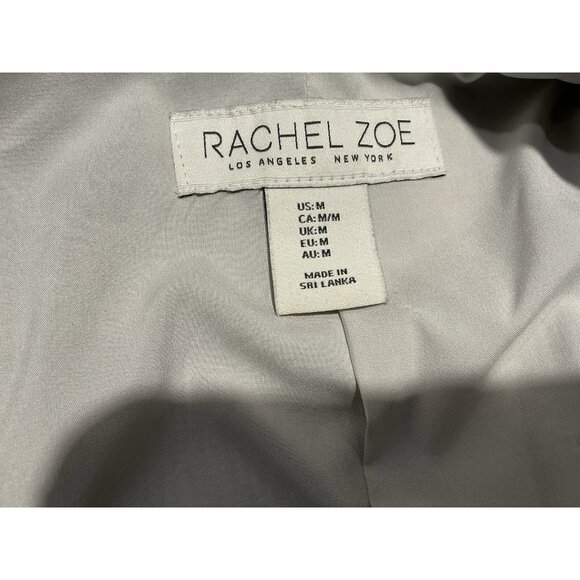 RACHEL ZOE
LOS ANGELES NEW YORK
US: M
CA: M/M
UK: M
EU: M
AU: M
MADE IN
SRI LANKA